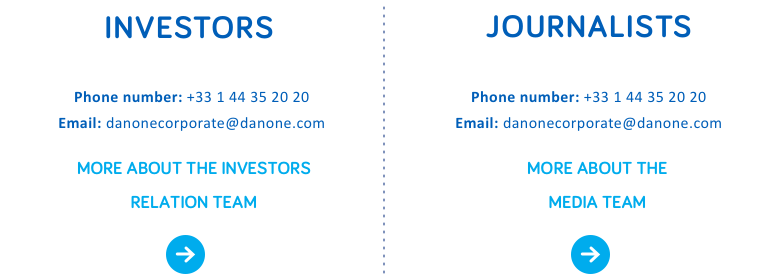 INVESTORS
Phone number: +33 1 44 35 20 20
Email: danonecorporate@danone.com
MORE ABOUT THE INVESTORS
RELATION TEAM
JOURNALISTS
Phone number: +33 1 44 35 20 20
Email: danonecorporate@danone.com
MORE ABOUT THE
MEDIA TEAM